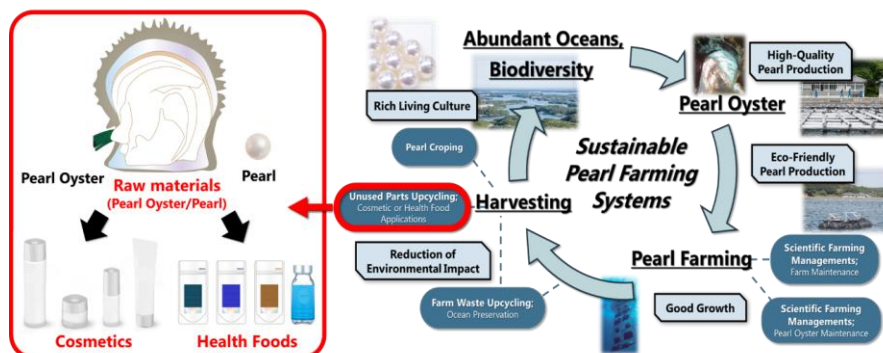 Pearl Oyster
Pearl
Raw materials
(Pearl Oyster/Pearl)
Cosmetics
Health Foods
Abundant Oceans,
Biodiversity
High-Quality
Pearl Production
Pearl Oyster
Rich Living Culture
Pearl Croping
Sustainable
Pearl Farming
Systems
Eco-Friendly
Pearl Production
Unused Parts Upcycling;
Cosmetic or Health Food
Applications
Harvesting
Reduction of
Environmental Impact
Pearl Farming
Scientific Farming
Managements;
Farm Maintenance
Farm Waste Upcycling;
Ocean Preservation
Good Growth
Scientific Farming
Managements;
Pearl Oyster Maintenance